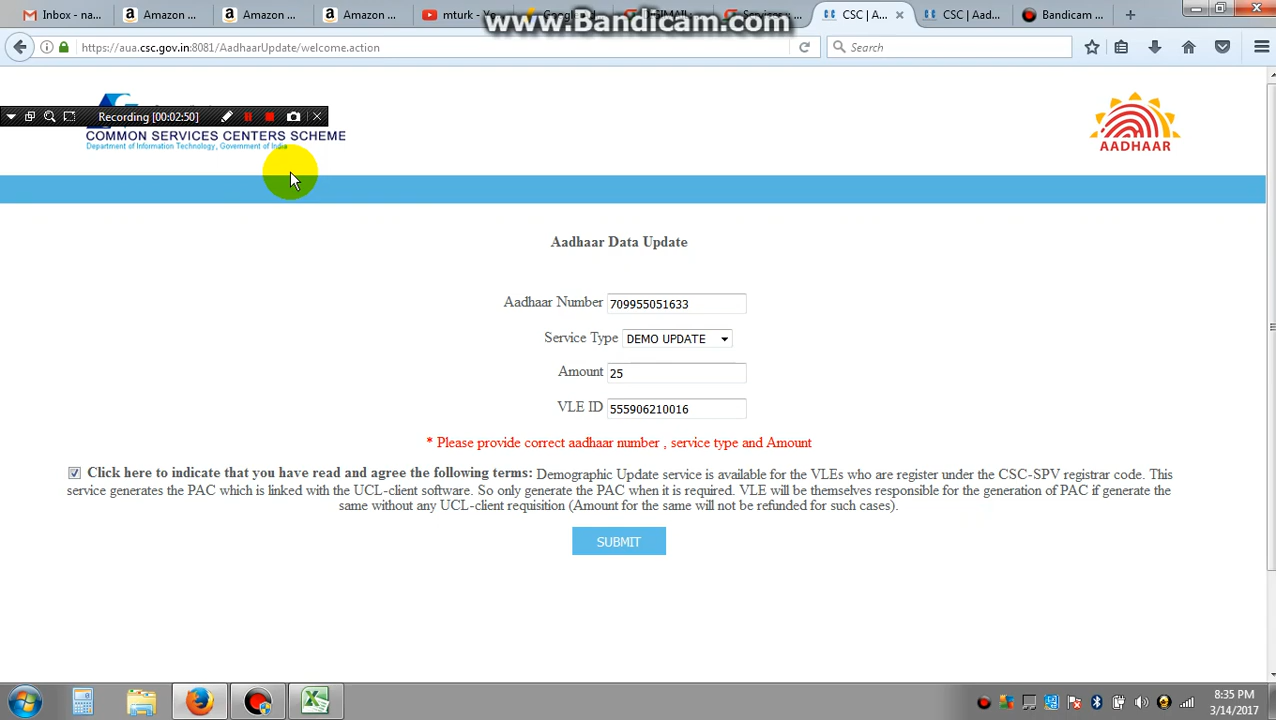 Inbox - na...
Amazon ...
Amazon ...
Amazon ...
mturk - Y...
www.Bandicam.com
CSC | A...
CSC | Aad...
Bandicam ...
https://aua.csc.gov.in:8081/AadhaarUpdate/welcome.action
Search
Recording [00:02:50]
COMMON SERVICES CENTERS SCHEME
Department of Information Technology, Government of India
AADHAAR
Aadhaar Data Update
Aadhaar Number 709955051633
Service Type DEMO UPDATE
Amount 25
VLE ID 555906210016
* Please provide correct aadhaar number , service type and Amount
Click here to indicate that you have read and agree the following terms: Demographic Update service is available for the VLEs who are register under the CSC-SPV registrar code. This
service generates the PAC which is linked with the UCL-client software. So only generate the PAC when it is required. VLE will be themselves responsible for the generation of PAC if generate the
same without any UCL-client requisition (Amount for the same will not be refunded for such cases).
SUBMIT
8:35 PM
3/14/2017